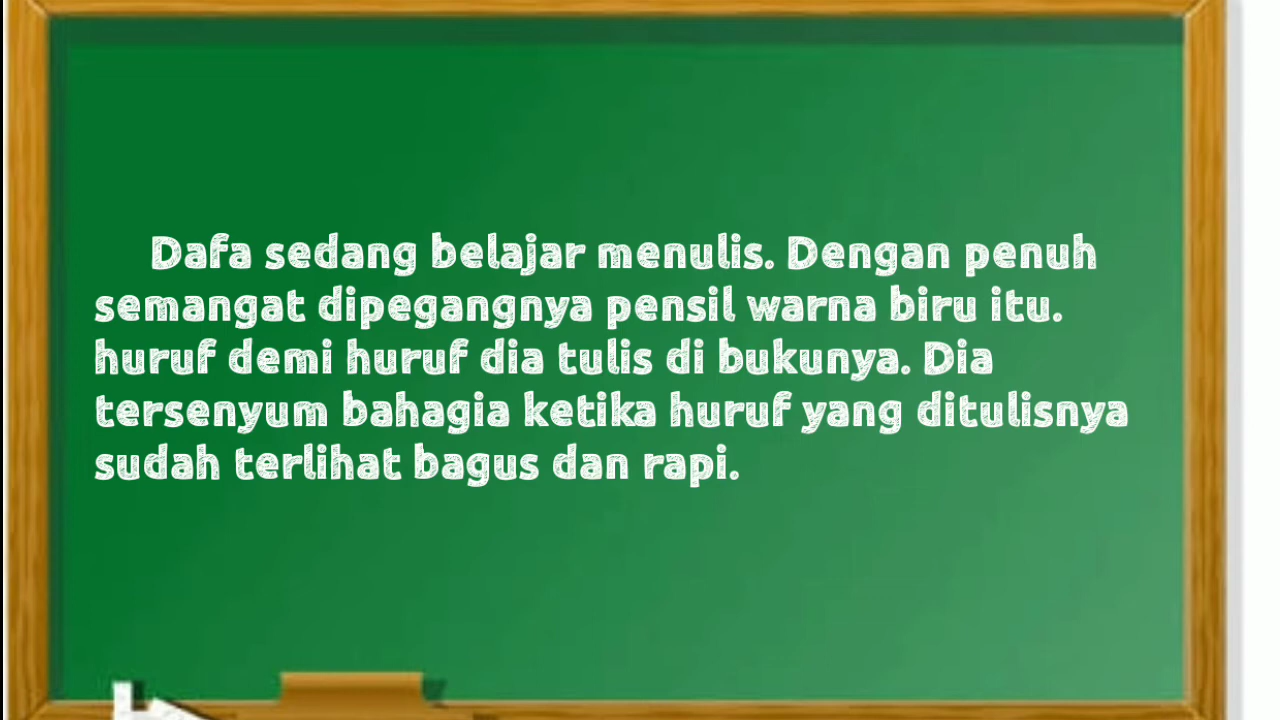 Dafa sedang belajar menulis. Dengan penuh
semangat dipegangnya pensil warna biru itu.
huruf demi huruf dia tulis di bukunya. Dia
tersenyum bahagia ketika huruf yang ditulisnya
sudah terlihat bagus dan rapi.